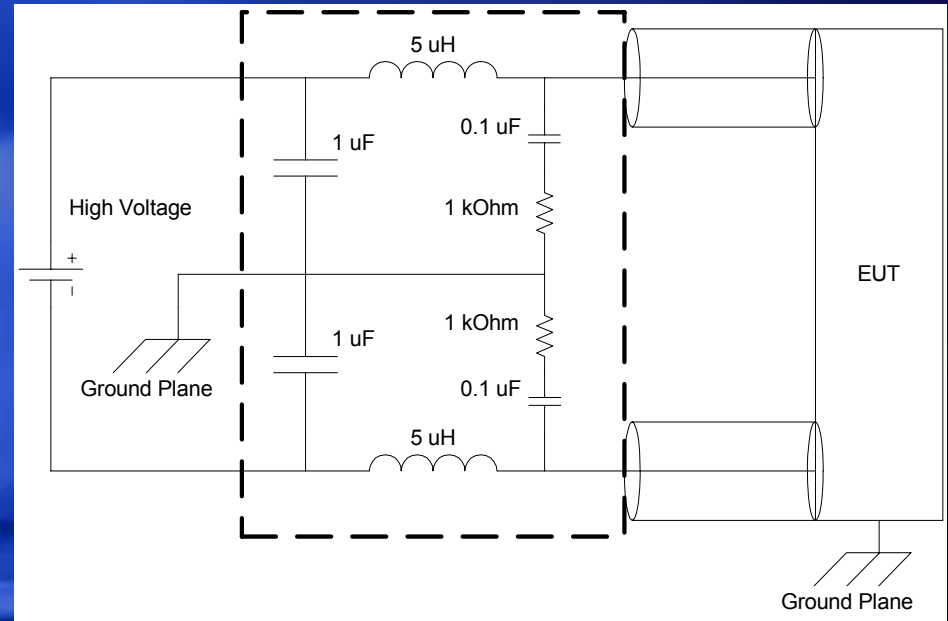 5 uH
1 uF
0.1 uF
High Voltage
1 kOhm
+
-
EUT
1 kOhm
1 uF
Ground Plane
0.1 uF
5 uH
Ground Plane